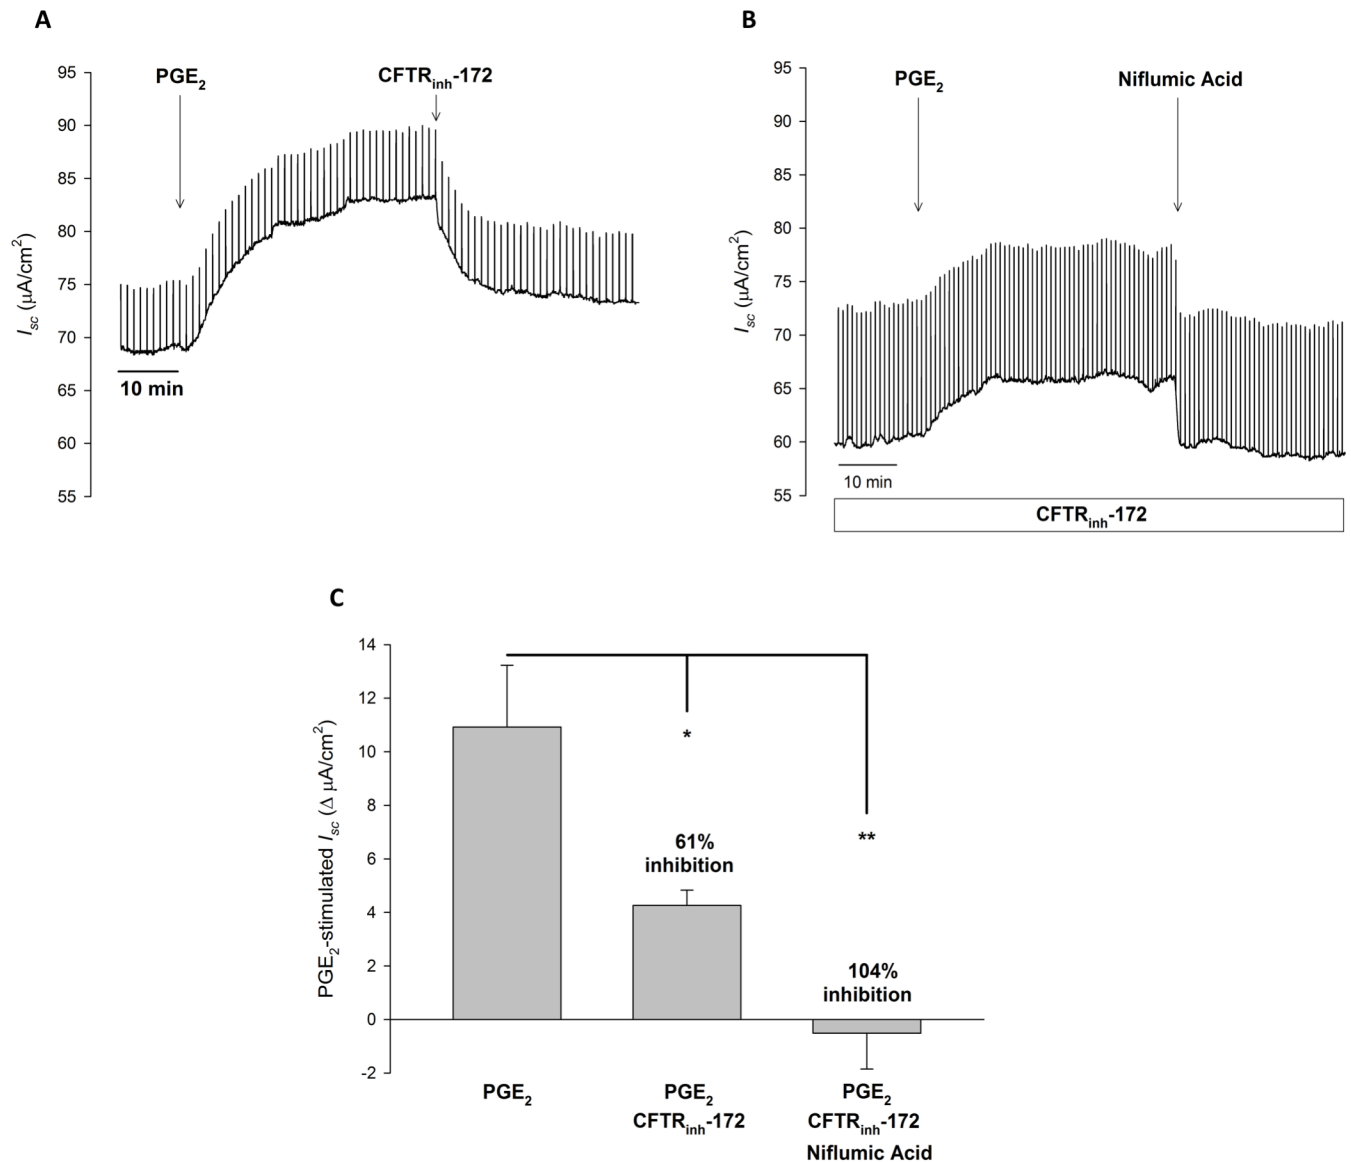 A
PGE2
CFTRinh-172
95
90
85
80
75
70
65
60
55
Isc (μA/cm2)
10 min
B
PGE2
Niflumic Acid
95
90
85
80
75
70
65
60
55
Isc (μA/cm2)
10 min
CFTRinh-172
C
14
12
10
8
6
4
2
0
-2
PGE2-stimulated Isc (Δ μA/cm2)
*
**
61%
inhibition
104%
inhibition
PGE2
PGE2
CFTRinh-172
PGE2
CFTRinh-172
Niflumic Acid